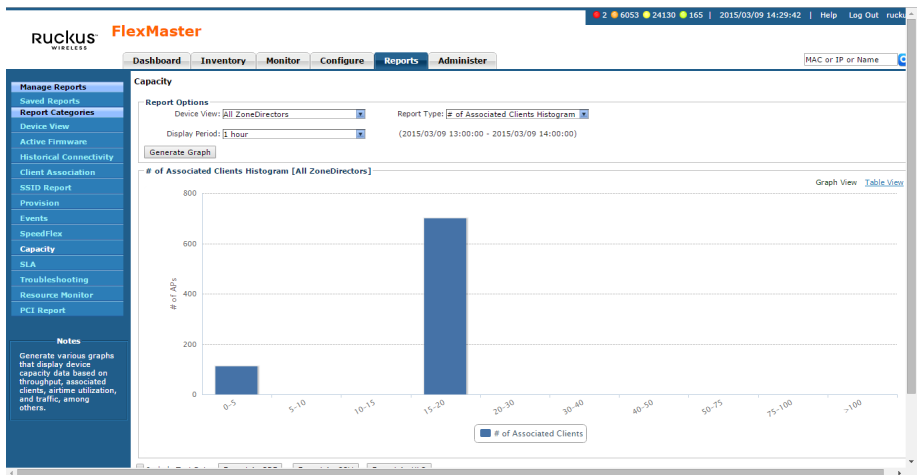 2 6053 24130 165 | 2015/03/09 14:29:42 | Help Log Out
RUCKUS WIRELESS
FlexMaster
Dashboard Inventory Monitor Configure Reports Administer
MAC or IP or Name
Manage Reports
Saved Reports
Report Categories
Device View
Active Firmware
Historical Connectivity
Client Association
SSID Report
Provision
Events
SpeedFlex
Capacity
SLA
Troubleshooting
Resource Monitor
PCI Report
Notes
Generate various graphs
that display device
capacity data based on
throughput, associated
clients, airtime utilization,
and traffic, among
others.
Capacity
Report Options
Device View: All ZoneDirectors Report Type: # of Associated Clients Histogram
Display Period: 1 hour (2015/03/09 13:00:00 - 2015/03/09 14:00:00)
Generate Graph
# of Associated Clients Histogram [All ZoneDirectors]
Graph View Table View
800
600
400
200
0
# of APs
0-5 5-10 10-15 15-20 20-30 30-40 40-50 50-75 75-100 >100
# of Associated Clients